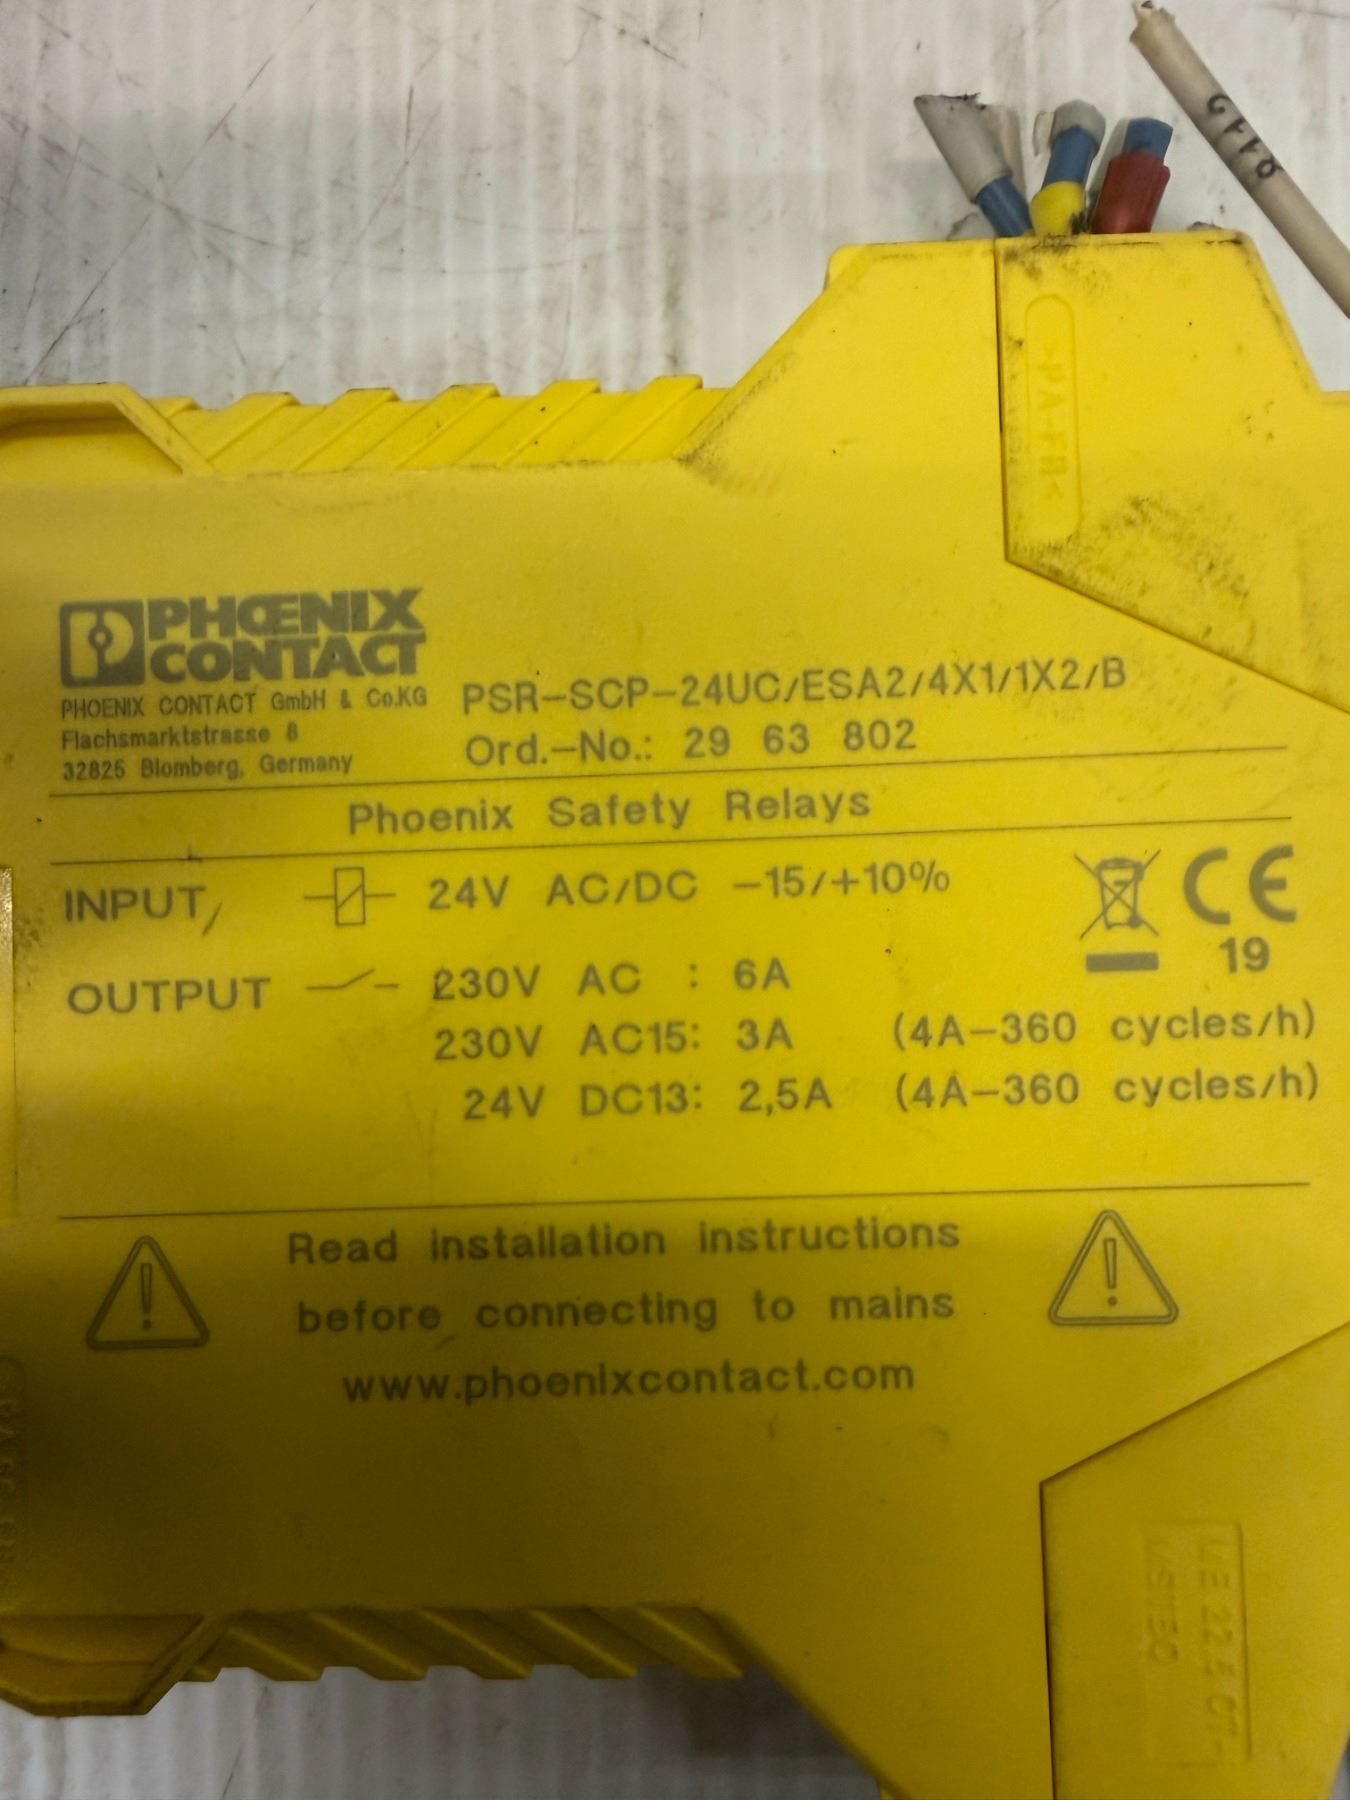 9118
>PA-FR<
PHOENIX
CONTACT
PHOENIX CONTACT GmbH & Co.KG
Flachsmarktstrasse 8
32825 Blomberg, Germany
PSR-SCP-24UC/ESA2/4X1/1X2/B
Ord.-No.: 29 63 802
Phoenix Safety Relays
INPUT 24V AC/DC -15/+10%
CE
19
OUTPUT 230V AC : 6A
230V AC15: 3A (4A-360 cycles/h)
24V DC13: 2,5A (4A-360 cycles/h)
Read installation instructions
before connecting to mains
www.phoenixcontact.com